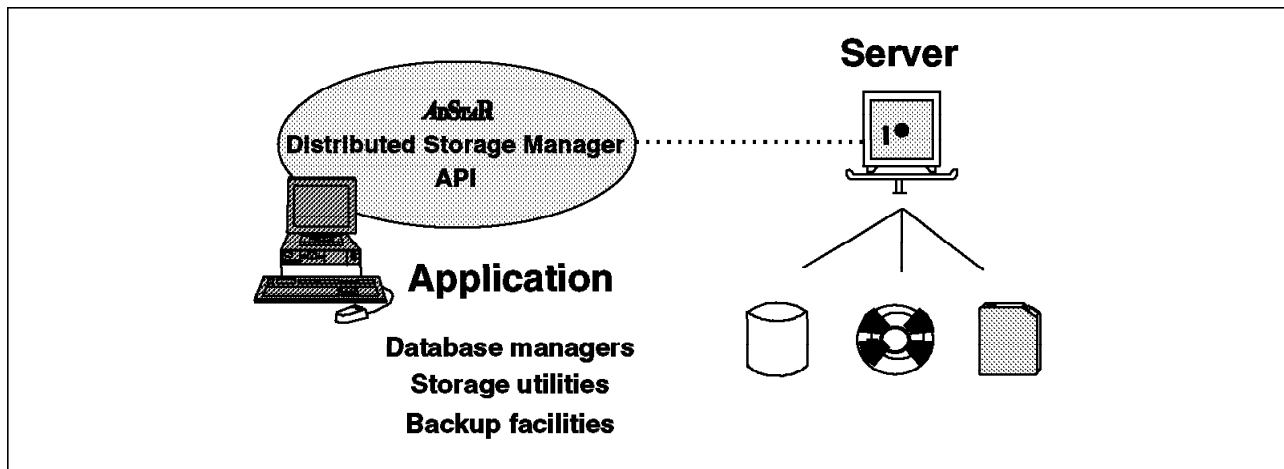 Server
ADSTAR
Distributed Storage Manager
API
Application
Database managers
Storage utilities
Backup facilities